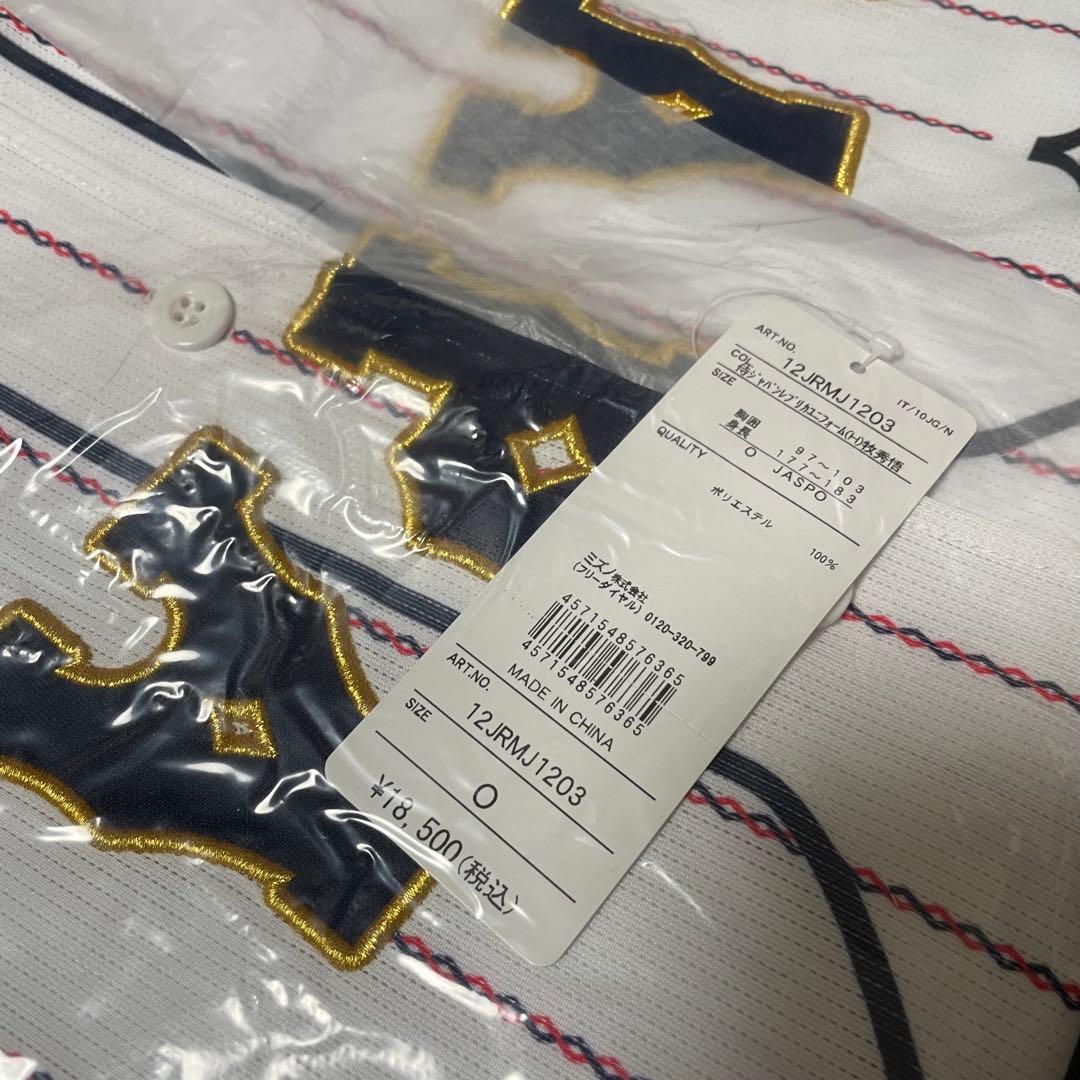 IT/10JG/N
ART.NO. 12JRMJ1203
COL. 侍ジャパンレプリカユニフォーム(H)牧秀悟
SIZE
胸囲 97〜103
身長 177〜183
O JASPO
QUALITY
ポリエステル 100%
ミズノ株式会社
(フリーダイヤル) 0120-320-799
4571548576365
4571548576365
MADE IN CHINA
ART.NO. 12JRMJ1203
SIZE O
¥18,500(税込)